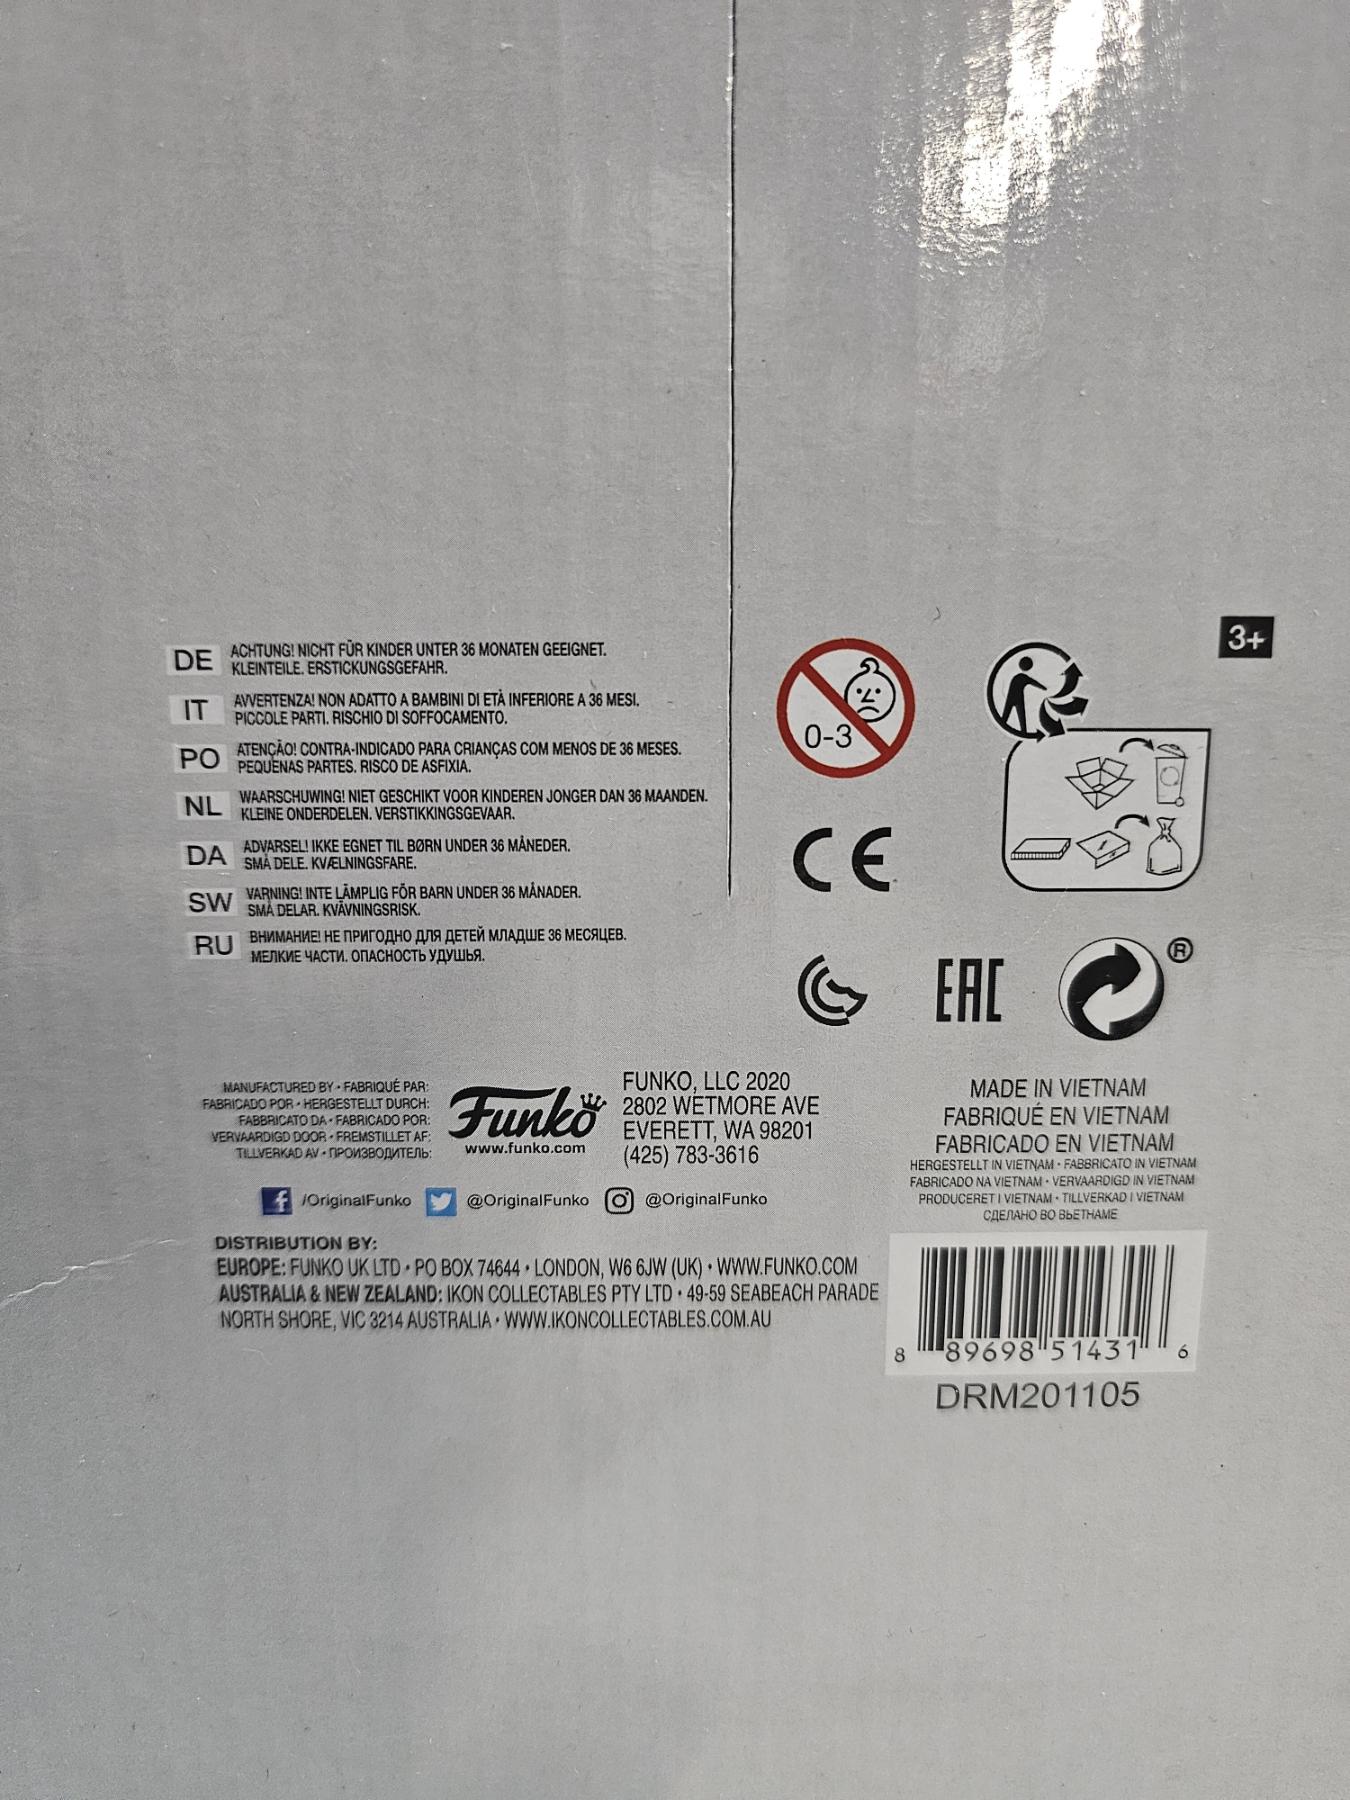 3+
DE ACHTUNG! NICHT FÜR KINDER UNTER 36 MONATEN GEEIGNET.
KLEINTEILE. ERSTICKUNGSGEFAHR.
IT AVVERTENZA! NON ADATTO A BAMBINI DI ETÀ INFERIORE A 36 MESI.
PICCOLE PARTI. RISCHIO DI SOFFOCAMENTO.
PO ATENÇÃO! CONTRA-INDICADO PARA CRIANÇAS COM MENOS DE 36 MESES.
PEQUENAS PARTES. RISCO DE ASFIXIA.
NL WAARSCHUWING! NIET GESCHIKT VOOR KINDEREN JONGER DAN 36 MAANDEN.
KLEINE ONDERDELEN. VERSTIKKINGSGEVAAR.
DA ADVARSEL! IKKE EGNET TIL BØRN UNDER 36 MÅNEDER.
SMÅ DELE. KVÆLNINGSFARE.
SW VARNING! INTE LÄMPLIG FÖR BARN UNDER 36 MÅNADER.
SMÅ DELAR. KVÄVNINGSRISK.
RU ВНИМАНИЕ! НЕ ПРИГОДНО ДЛЯ ДЕТЕЙ МЛАДШЕ 36 МЕСЯЦЕВ.
МЕЛКИЕ ЧАСТИ. ОПАСНОСТЬ УДУШЬЯ.
0-3
CE
EAC
®
MANUFACTURED BY • FABRIQUÉ PAR:
FABRICADO POR • HERGESTELLT DURCH:
FABBRICATO DA • FABRICADO POR:
VERVAARDIGD DOOR • FREMSTILLET AF:
TILLVERKAD AV • ПРОИЗВОДИТЕЛЬ:
Funko
www.funko.com
FUNKO, LLC 2020
2802 WETMORE AVE
EVERETT, WA 98201
(425) 783-3616
/OriginalFunko @OriginalFunko @OriginalFunko
DISTRIBUTION BY:
EUROPE: FUNKO UK LTD • PO BOX 74644 • LONDON, W6 6JW (UK) • WWW.FUNKO.COM
AUSTRALIA & NEW ZEALAND: IKON COLLECTABLES PTY LTD • 49-59 SEABEACH PARADE
NORTH SHORE, VIC 3214 AUSTRALIA • WWW.IKONCOLLECTABLES.COM.AU
MADE IN VIETNAM
FABRIQUÉ EN VIETNAM
FABRICADO EN VIETNAM
HERGESTELLT IN VIETNAM • FABBRICATO IN VIETNAM
FABRICADO NA VIETNAM • VERVAARDIGD IN VIETNAM
PRODUCERET I VIETNAM • TILLVERKAD I VIETNAM
СДЕЛАНО ВО ВЬЕТНАМЕ
8 89698 51431 6
DRM201105